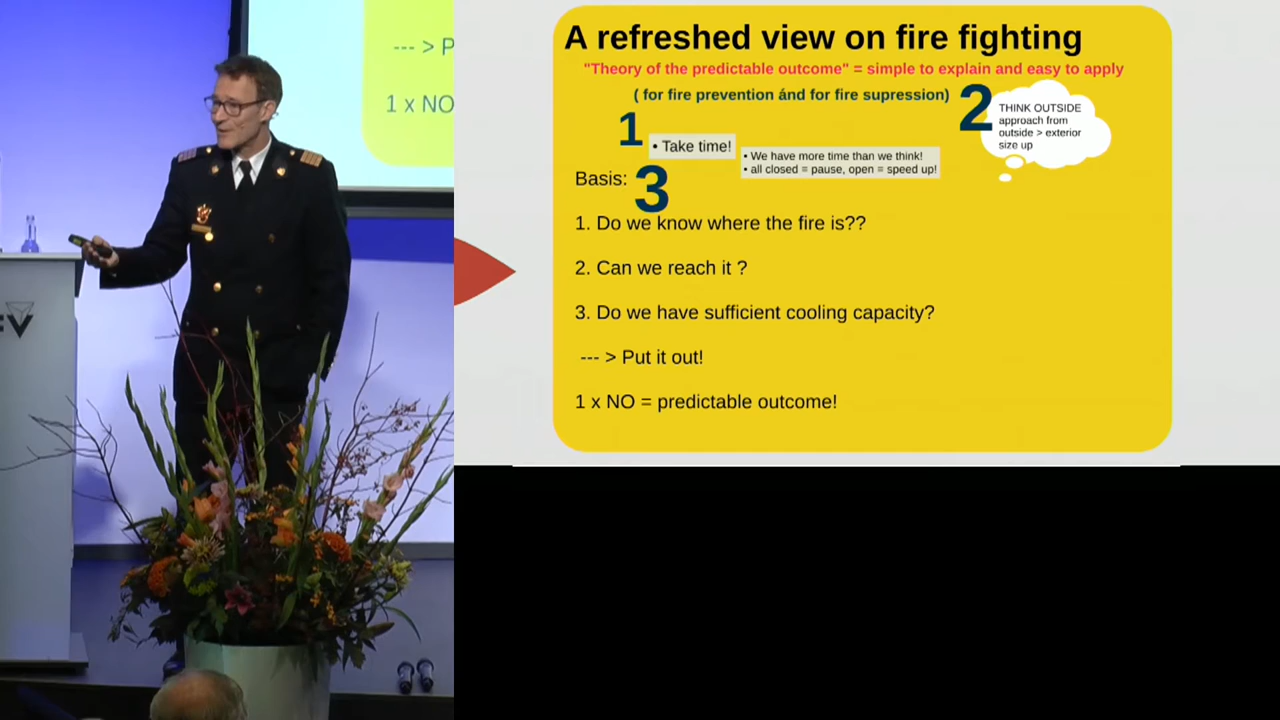 --- > P
1 x NO
A refreshed view on fire fighting
"Theory of the predictable outcome" = simple to explain and easy to apply
( for fire prevention ánd for fire supression)
1
• Take time!
• We have more time than we think!
• all closed = pause, open = speed up!
2
THINK OUTSIDE
approach from
outside > exterior
size up
Basis:
3
1. Do we know where the fire is??
2. Can we reach it ?
3. Do we have sufficient cooling capacity?
--- > Put it out!
1 x NO = predictable outcome!